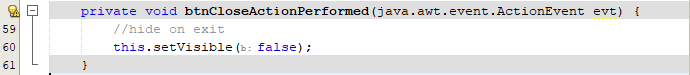 private void btnCloseActionPerformed(java.awt.event.ActionEvent evt) {
59 //hide on exit
60 this.setVisible(b: false);
61 }